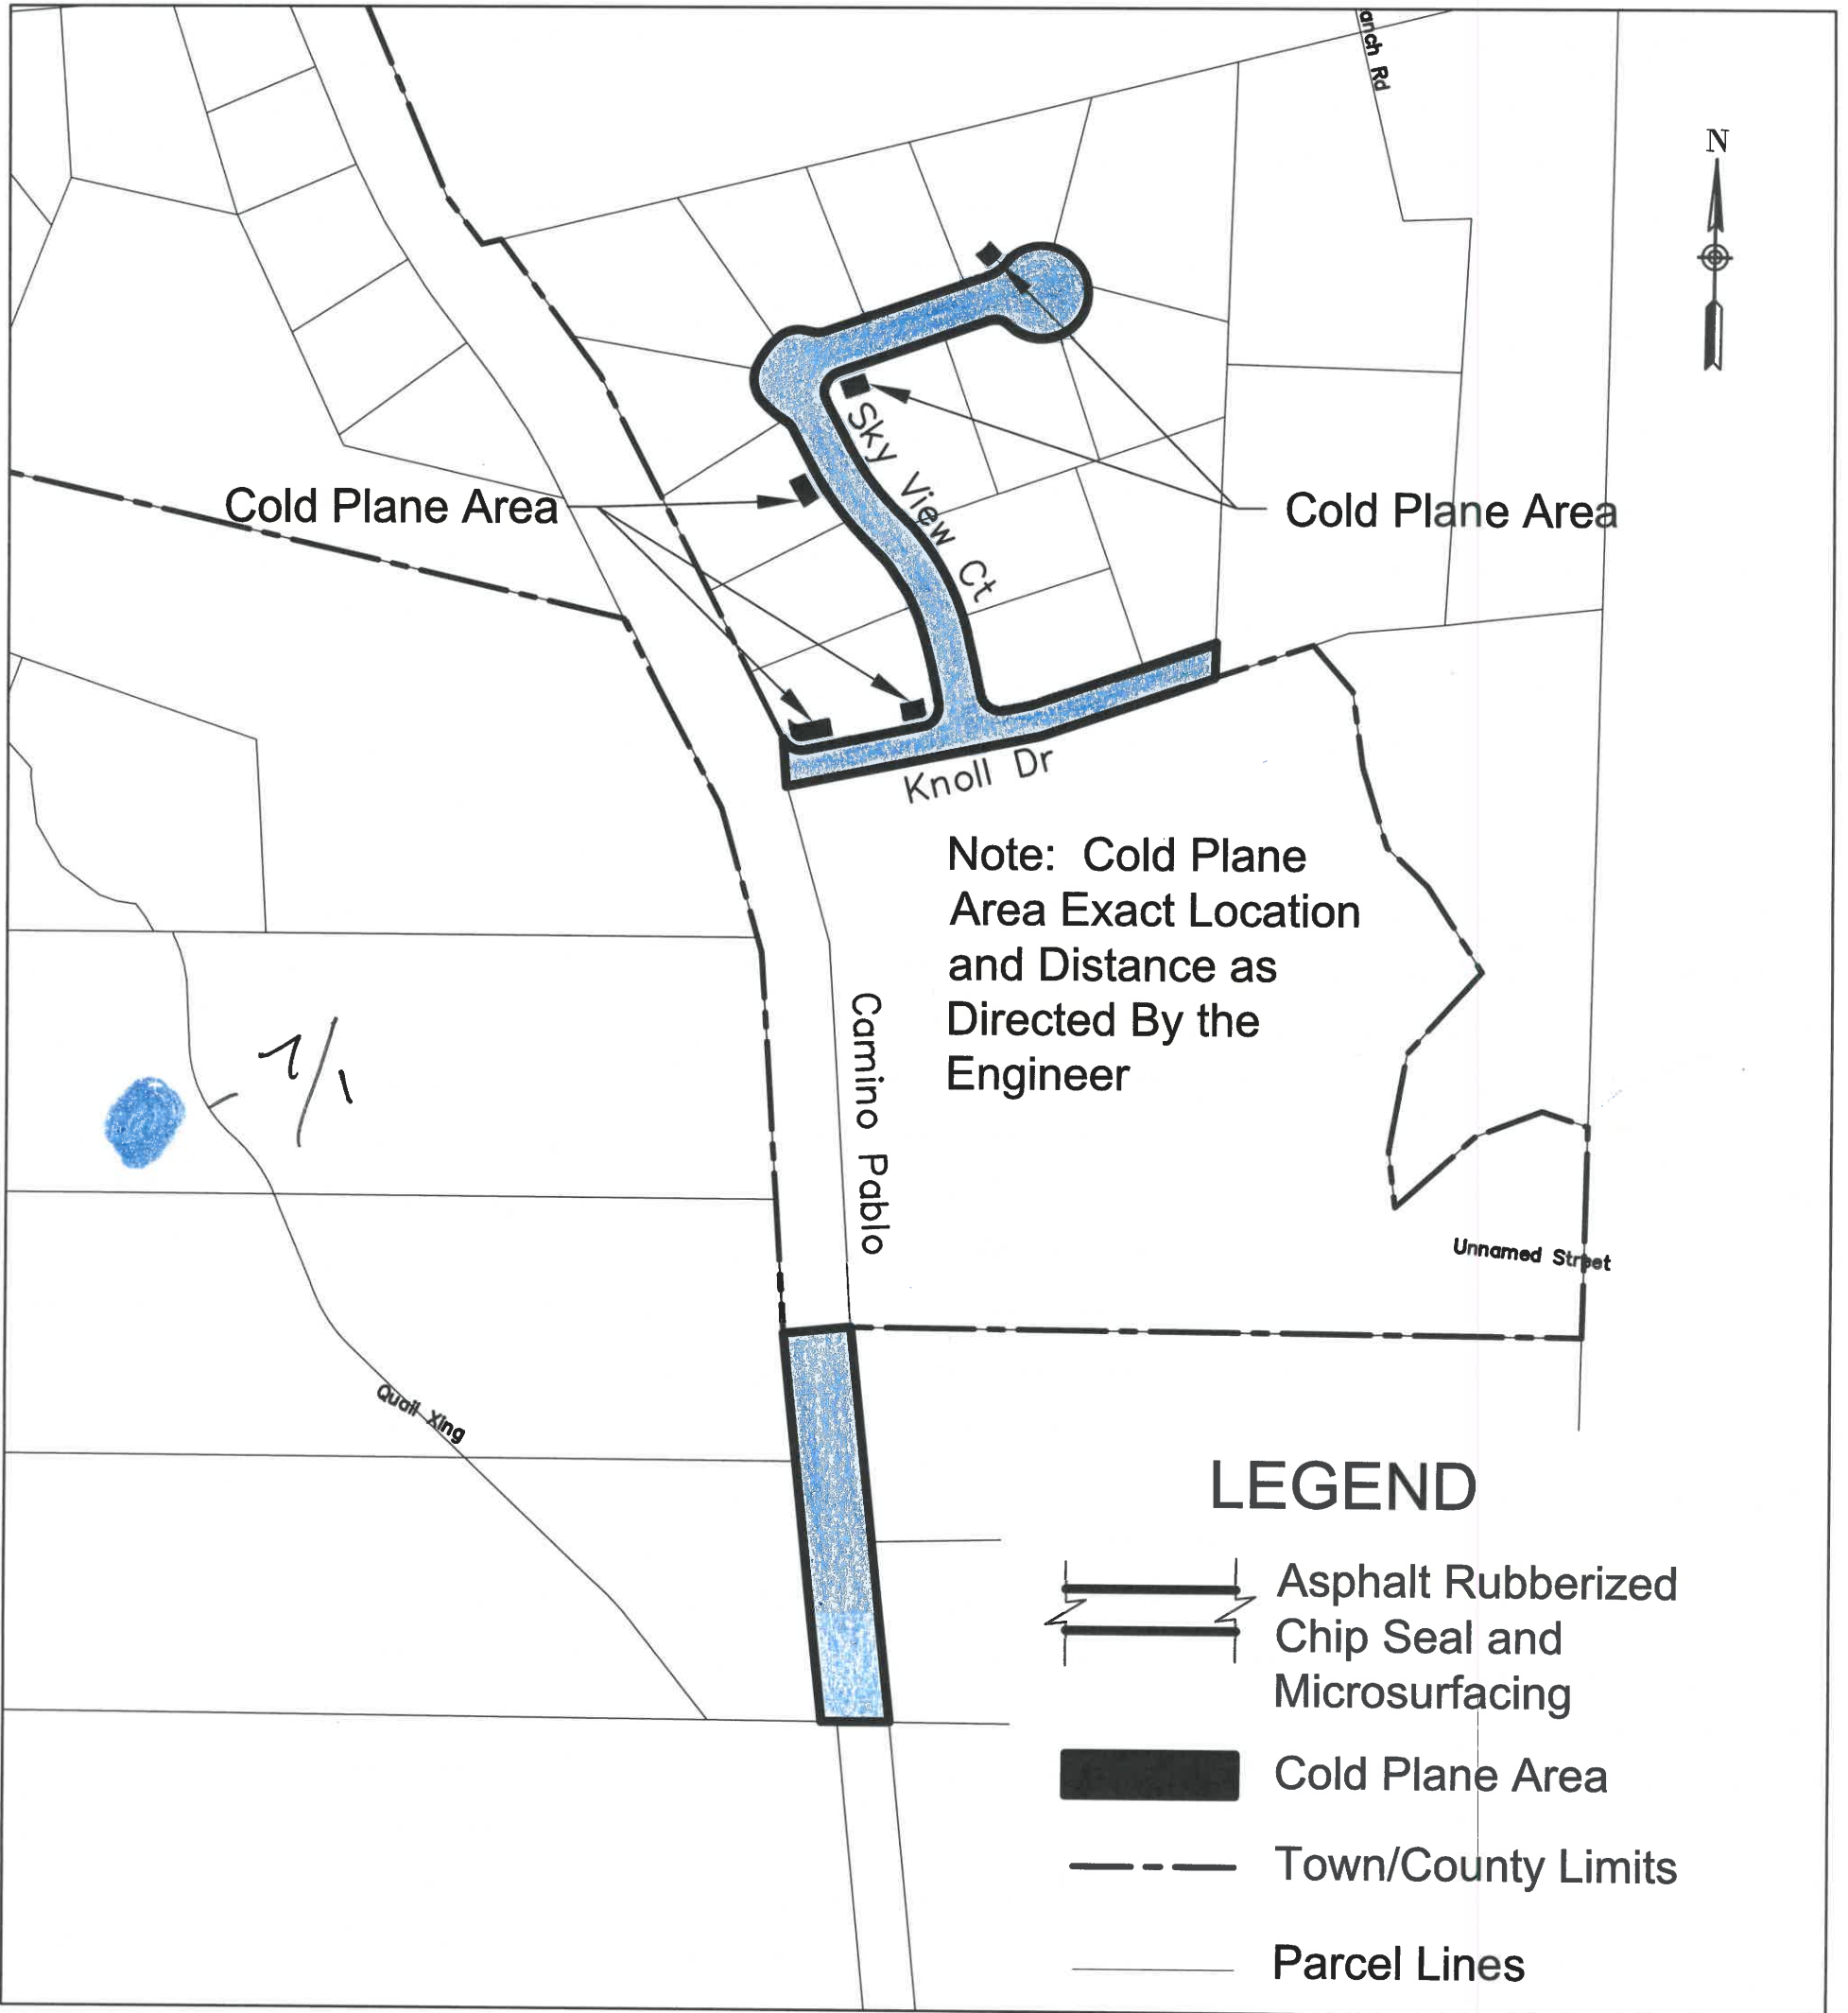 anch Rd
N
Sky View Ct
Cold Plane Area
Cold Plane Area
Knoll Dr
Note: Cold Plane
Area Exact Location
and Distance as
Directed By the
Engineer
Camino Pablo
Unnamed Street
Quail Xing
LEGEND
Asphalt Rubberized
Chip Seal and
Microsurfacing
Cold Plane Area
Town/County Limits
Parcel Lines